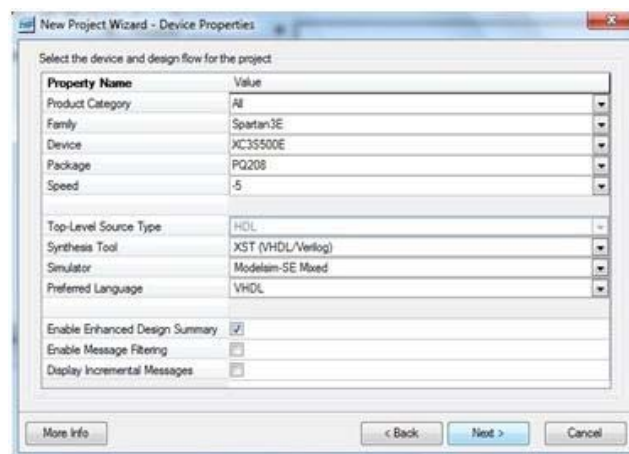 New Project Wizard - Device Properties
Select the device and design flow for the project
Property Name Value
Product Category All
Family Spartan3E
Device XC3S500E
Package PQ208
Speed -5
Top-Level Source Type HDL
Synthesis Tool XST (VHDL/Verilog)
Simulator Modelsim-SE Mixed
Preferred Language VHDL
Enable Enhanced Design Summary
Enable Message Filtering
Display Incremental Messages
More Info < Back Next > Cancel